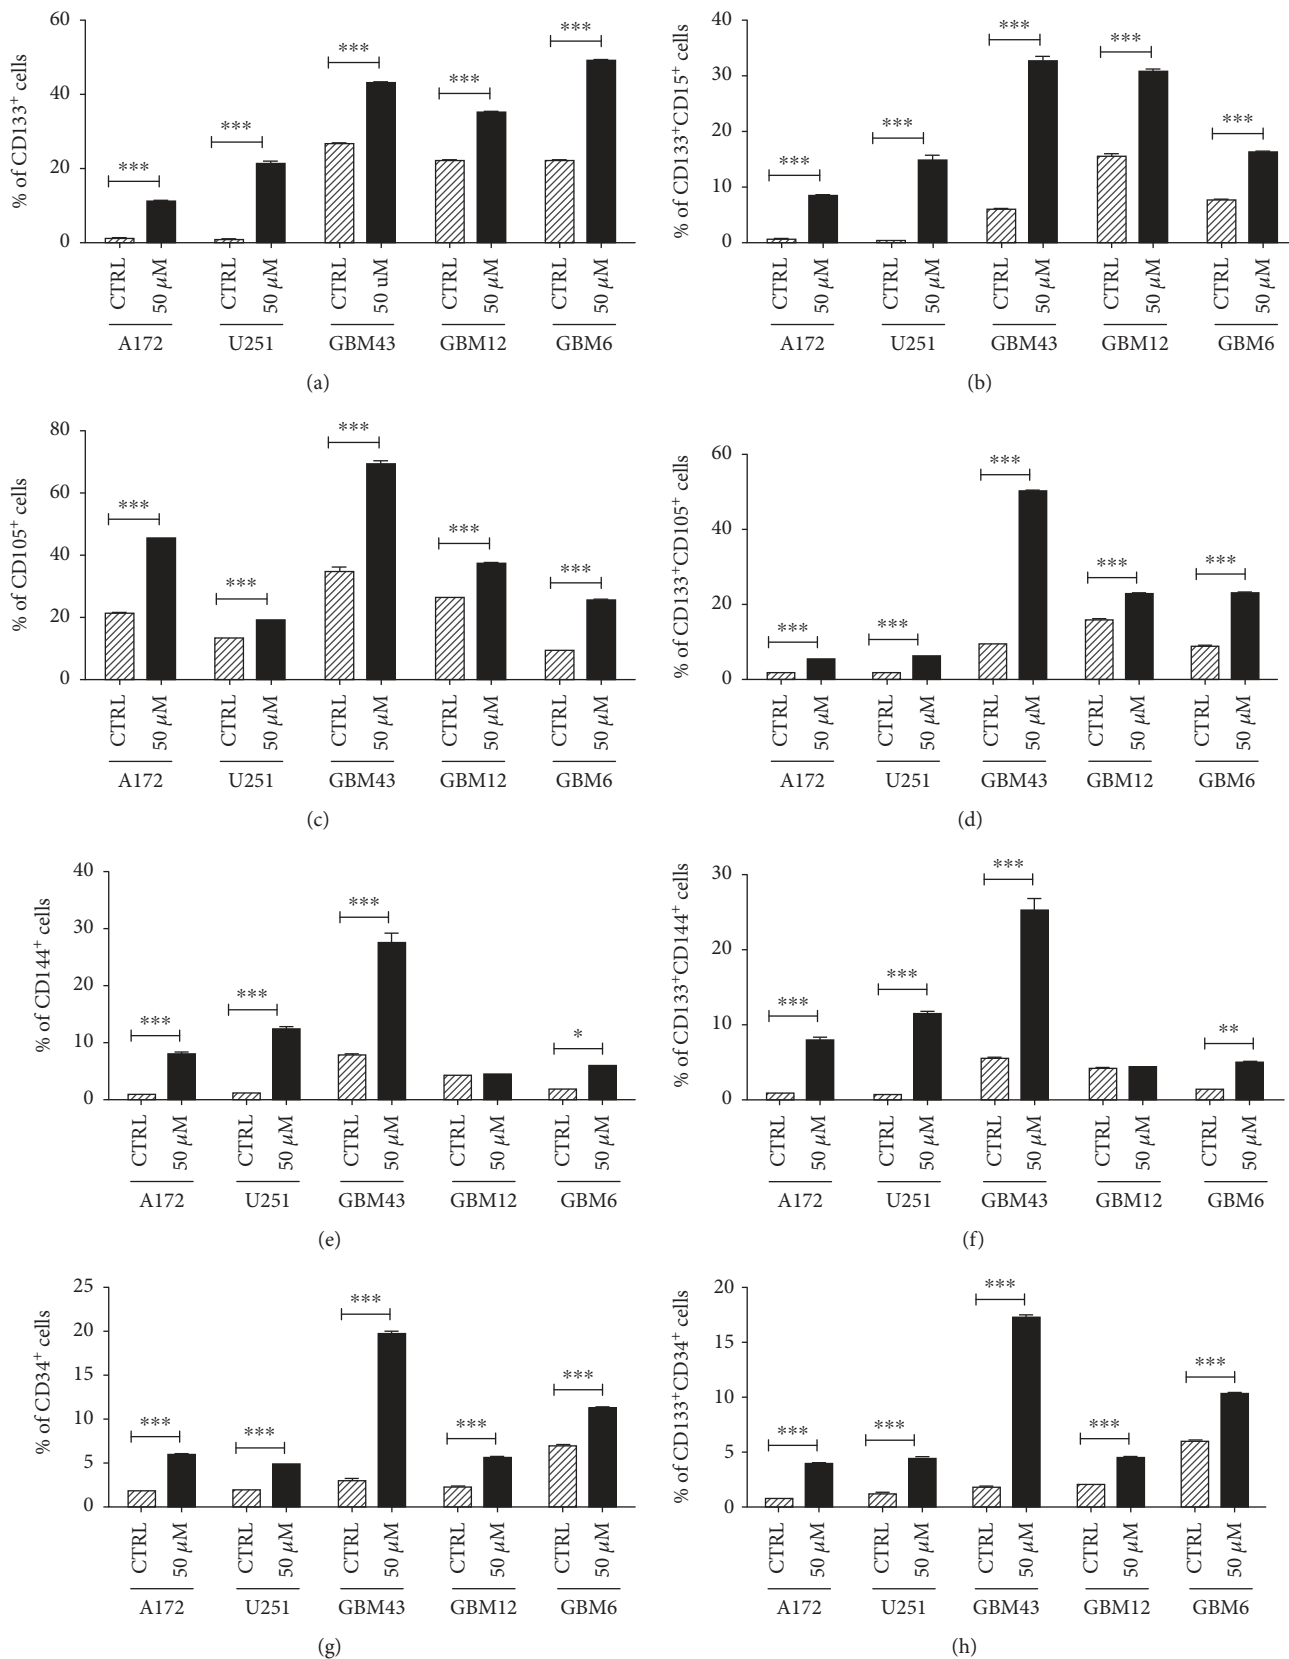 % of CD133+ cells
60
40
20
0
*** *** *** *** ***
CTRL 50 µM CTRL 50 µM CTRL 50 uM CTRL 50 µM CTRL 50 µM
A172 U251 GBM43 GBM12 GBM6
(a)
% of CD133+CD15+ cells
40
30
20
10
0
*** *** *** *** ***
CTRL 50 µM CTRL 50 µM CTRL 50 µM CTRL 50 µM CTRL 50 µM
A172 U251 GBM43 GBM12 GBM6
(b)
% of CD105+ cells
80
60
40
20
0
*** *** *** *** ***
CTRL 50 µM CTRL 50 µM CTRL 50 µM CTRL 50 µM CTRL 50 µM
A172 U251 GBM43 GBM12 GBM6
(c)
% of CD133+CD105+ cells
60
40
20
0
*** *** *** *** ***
CTRL 50 µM CTRL 50 µM CTRL 50 µM CTRL 50 µM CTRL 50 µM
A172 U251 GBM43 GBM12 GBM6
(d)
% of CD144+ cells
40
30
20
10
0
*** *** *** *
CTRL 50 µM CTRL 50 µM CTRL 50 µM CTRL 50 µM CTRL 50 µM
A172 U251 GBM43 GBM12 GBM6
(e)
% of CD133+CD144+ cells
30
20
10
0
*** *** *** **
CTRL 50 µM CTRL 50 µM CTRL 50 µM CTRL 50 µM CTRL 50 µM
A172 U251 GBM43 GBM12 GBM6
(f)
% of CD34+ cells
25
20
15
10
5
0
*** *** *** *** ***
CTRL 50 µM CTRL 50 µM CTRL 50 µM CTRL 50 µM CTRL 50 µM
A172 U251 GBM43 GBM12 GBM6
(g)
% of CD133+CD34+ cells
20
15
10
5
0
*** *** *** *** ***
CTRL 50 µM CTRL 50 µM CTRL 50 µM CTRL 50 µM CTRL 50 µM
A172 U251 GBM43 GBM12 GBM6
(h)